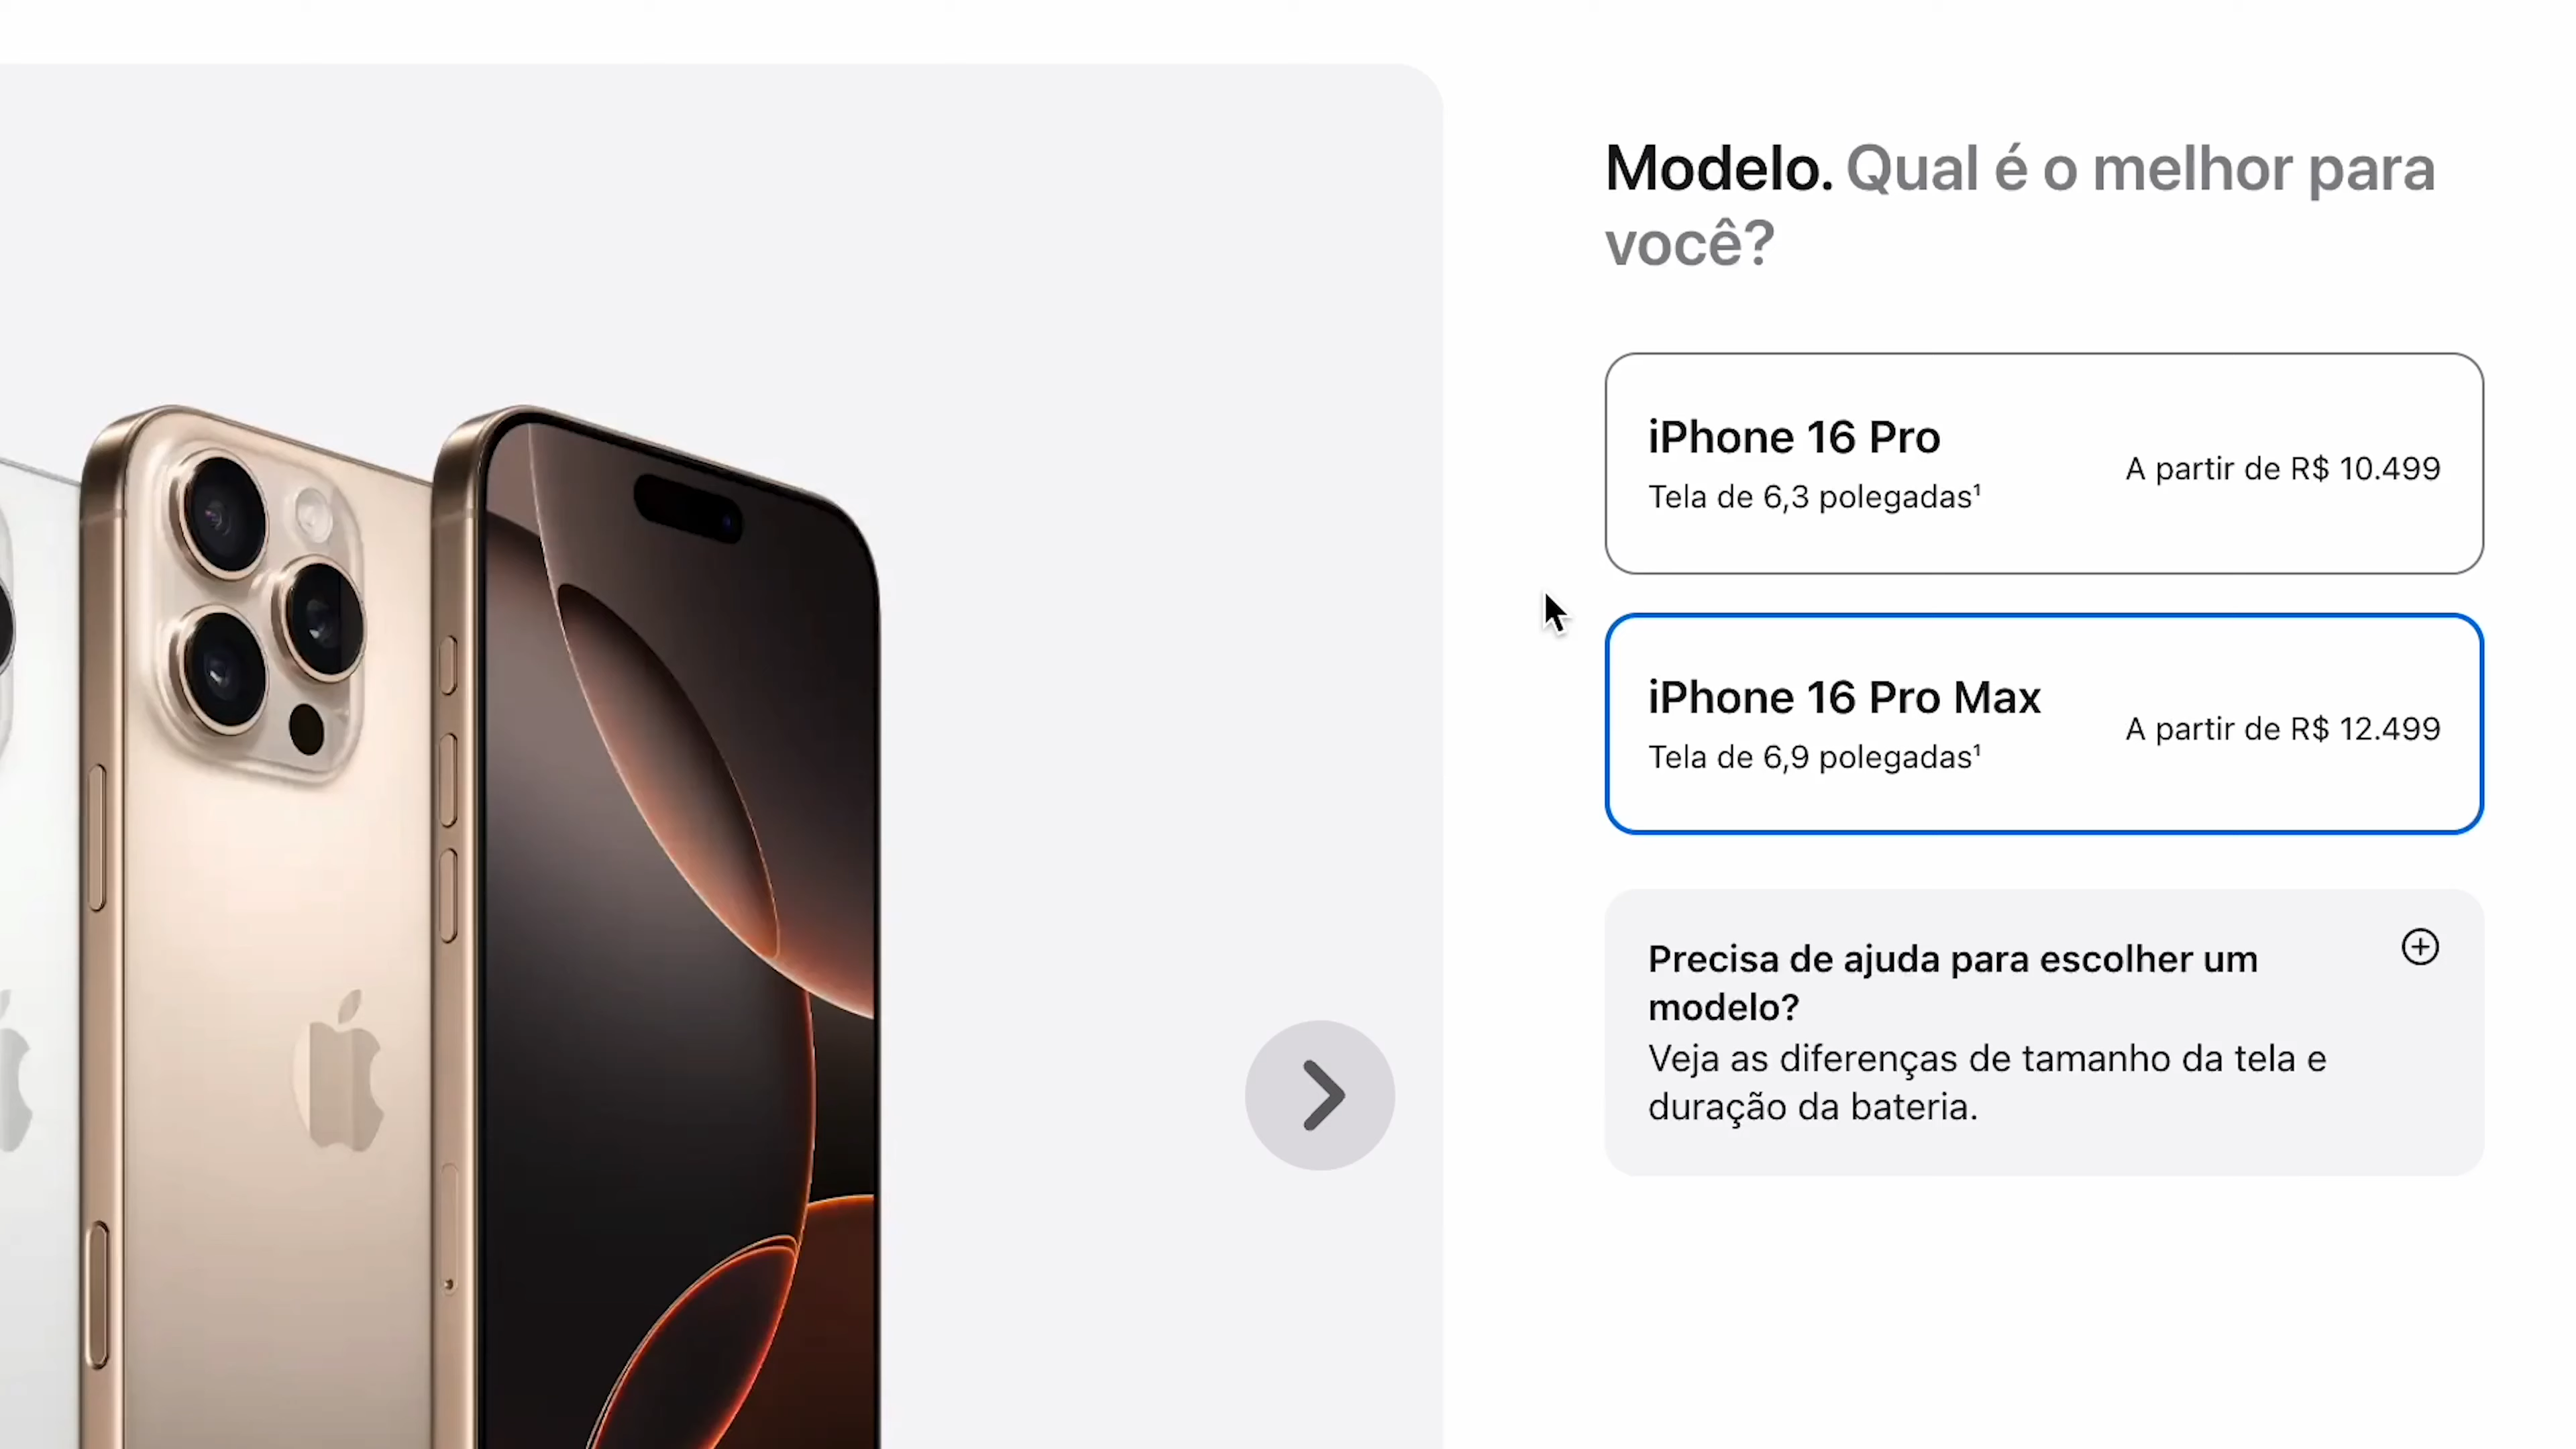 Modelo. Qual é o melhor para
você?
iPhone 16 Pro
Tela de 6,3 polegadas¹
A partir de R$ 10.499
iPhone 16 Pro Max
Tela de 6,9 polegadas¹
A partir de R$ 12.499
Precisa de ajuda para escolher um
modelo?
Veja as diferenças de tamanho da tela e
duração da bateria.